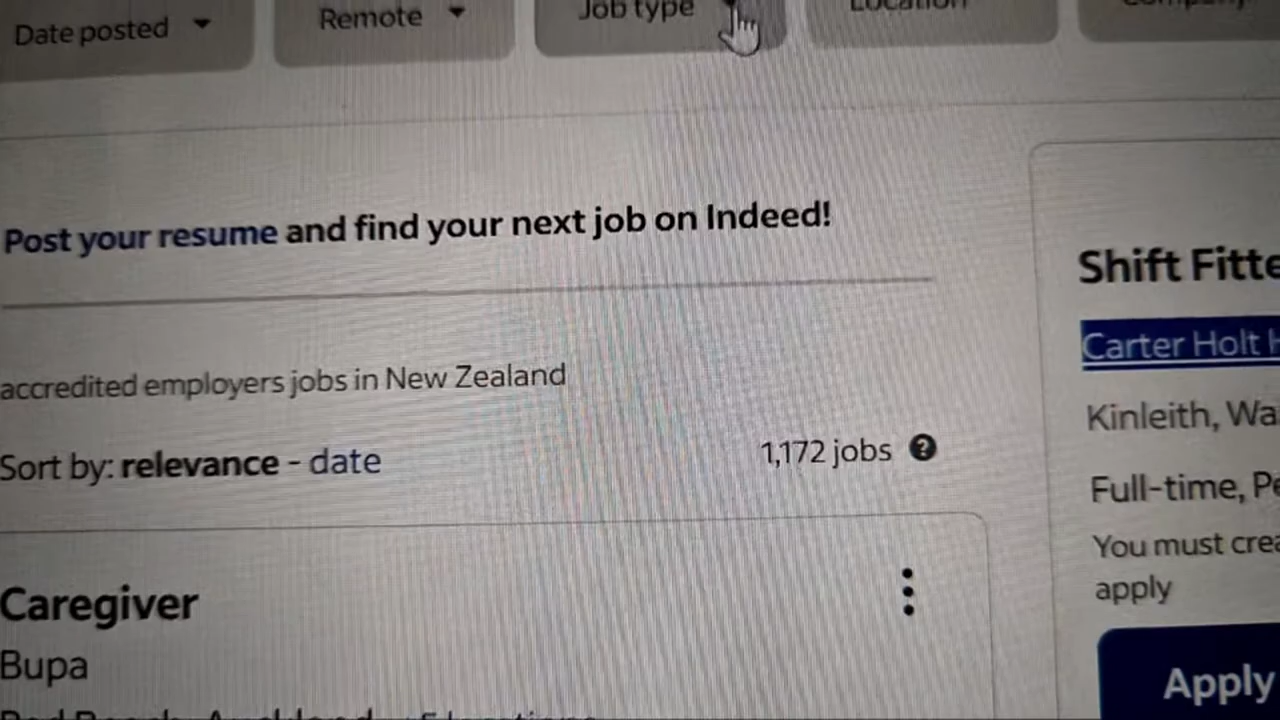 Date posted
Remote
Job type
Location
Company
Post your resume and find your next job on Indeed!
accredited employers jobs in New Zealand
Sort by: relevance - date
1,172 jobs
Caregiver
Bupa
Shift Fitte
Carter Holt H
Kinleith, Wa
Full-time, Pe
You must crea
apply
Apply